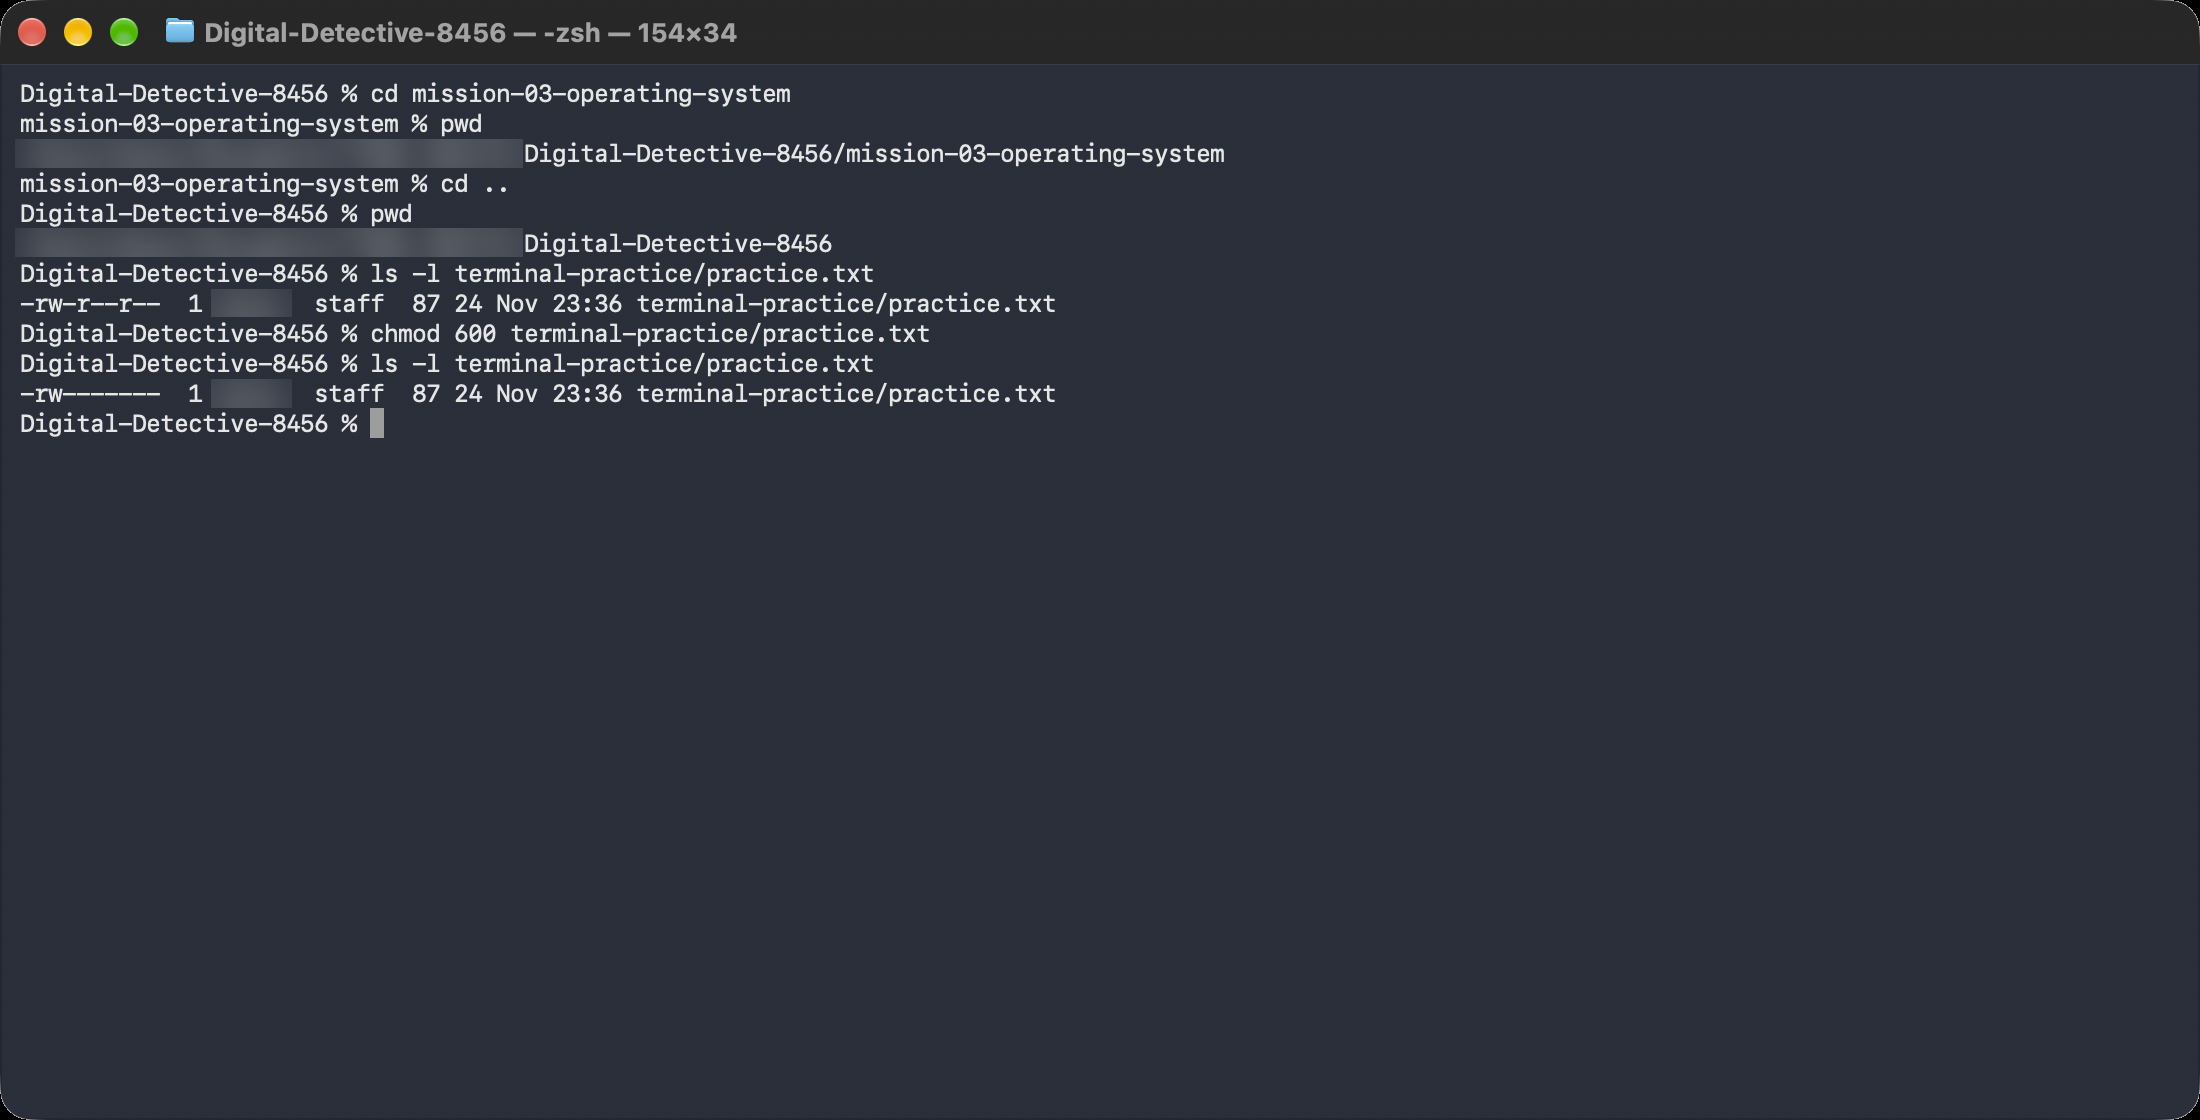 Digital-Detective-8456 — -zsh — 154×34
Digital-Detective-8456 % cd mission-03-operating-system
mission-03-operating-system % pwd
Digital-Detective-8456/mission-03-operating-system
mission-03-operating-system % cd ..
Digital-Detective-8456 % pwd
Digital-Detective-8456
Digital-Detective-8456 % ls -l terminal-practice/practice.txt
-rw-r--r--  1  staff  87 24 Nov 23:36 terminal-practice/practice.txt
Digital-Detective-8456 % chmod 600 terminal-practice/practice.txt
Digital-Detective-8456 % ls -l terminal-practice/practice.txt
-rw-------  1  staff  87 24 Nov 23:36 terminal-practice/practice.txt
Digital-Detective-8456 %